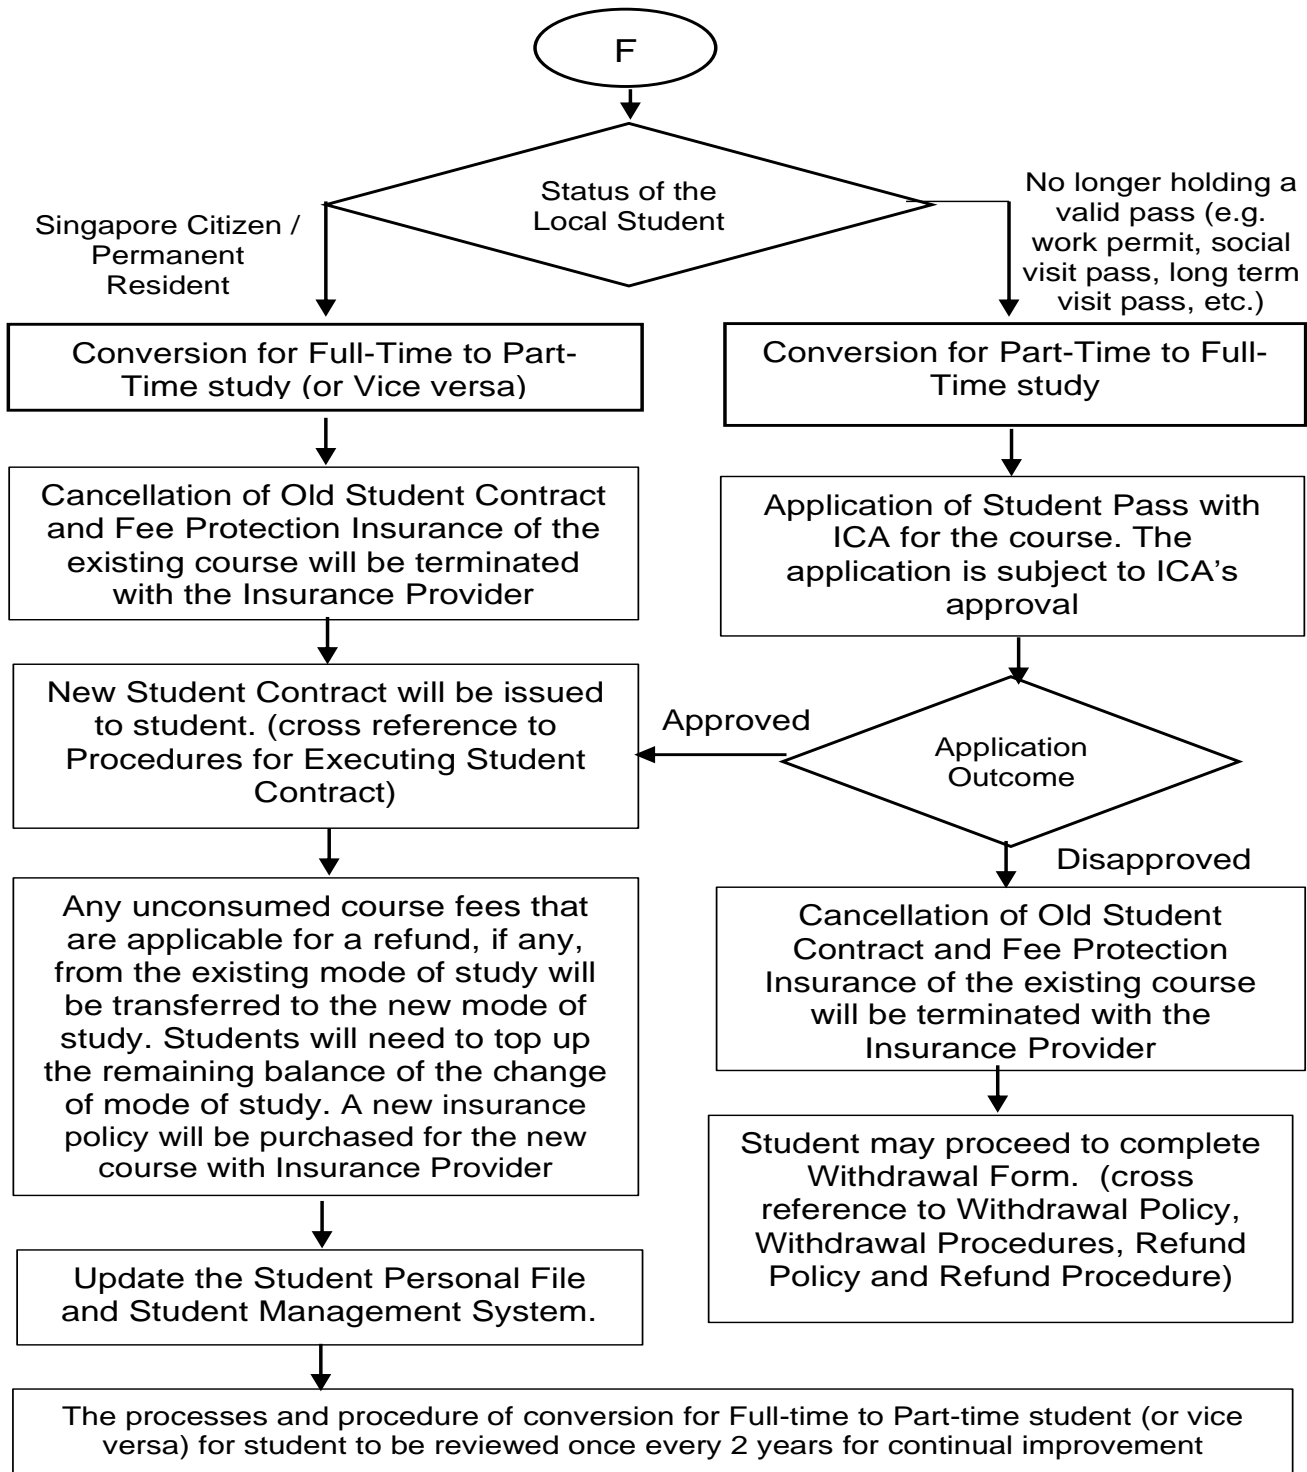 F
Status of the
Local Student
Singapore Citizen /
Permanent
Resident
No longer holding a
valid pass (e.g.
work permit, social
visit pass, long term
visit pass, etc.)
Conversion for Full-Time to Part-
Time study (or Vice versa)
Conversion for Part-Time to Full-
Time study
Cancellation of Old Student Contract
and Fee Protection Insurance of the
existing course will be terminated
with the Insurance Provider
Application of Student Pass with
ICA for the course. The
application is subject to ICA’s
approval
New Student Contract will be issued
to student. (cross reference to
Procedures for Executing Student
Contract)
Approved
Application
Outcome
Disapproved
Any unconsumed course fees that
are applicable for a refund, if any,
from the existing mode of study will
be transferred to the new mode of
study. Students will need to top up
the remaining balance of the change
of mode of study. A new insurance
policy will be purchased for the new
course with Insurance Provider
Cancellation of Old Student
Contract and Fee Protection
Insurance of the existing course
will be terminated with the
Insurance Provider
Student may proceed to complete
Withdrawal Form. (cross
reference to Withdrawal Policy,
Withdrawal Procedures, Refund
Policy and Refund Procedure)
Update the Student Personal File
and Student Management System.
The processes and procedure of conversion for Full-time to Part-time student (or vice
versa) for student to be reviewed once every 2 years for continual improvement